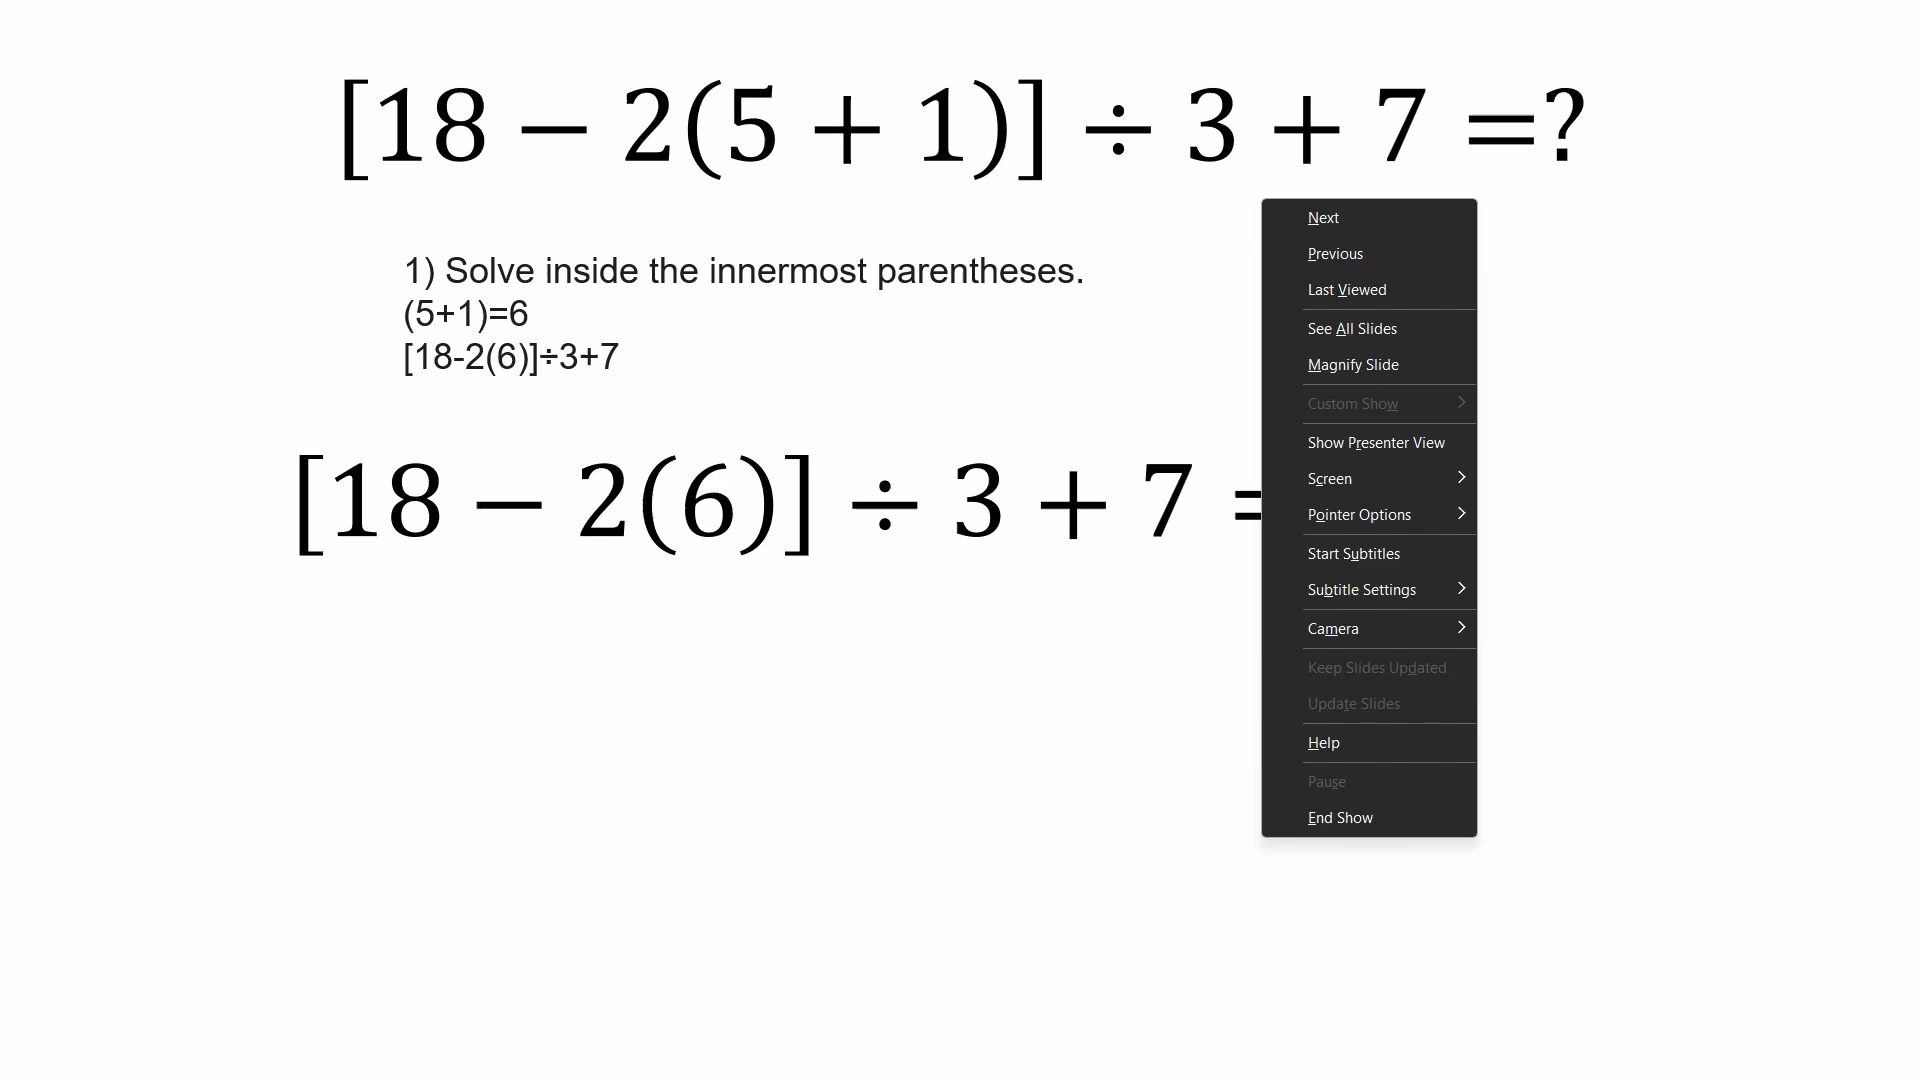 [18 − 2(5 + 1)] ÷ 3 + 7 =?
1) Solve inside the innermost parentheses.
(5+1)=6
[18-2(6)]÷3+7
[18 − 2(6)] ÷ 3 + 7 =
Next
Previous
Last Viewed
See All Slides
Magnify Slide
Custom Show
Show Presenter View
Screen
Pointer Options
Start Subtitles
Subtitle Settings
Camera
Keep Slides Updated
Update Slides
Help
Pause
End Show